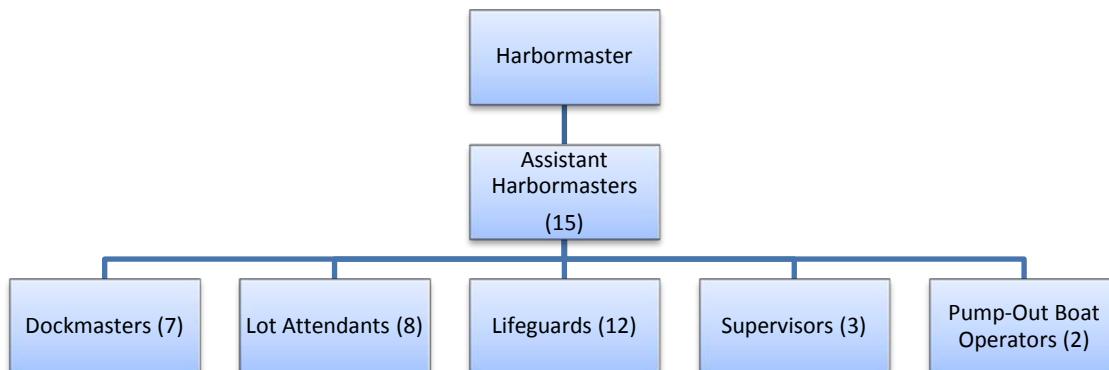 Harbormaster
Assistant
Harbormasters
(15)
Dockmasters (7)
Lot Attendants (8)
Lifeguards (12)
Supervisors (3)
Pump-Out Boat
Operators (2)